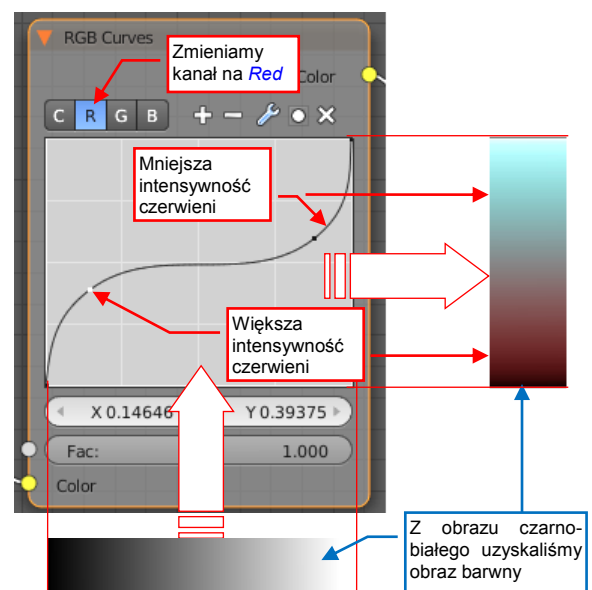 RGB Curves
Zmieniamy
kanał na Red
Color
C R G B
Mniejsza
intensywność
czerwieni
Większa
intensywność
czerwieni
X 0.14646 Y 0.39375
Fac: 1.000
Color
Z obrazu czarno-
białego uzyskaliśmy
obraz barwny